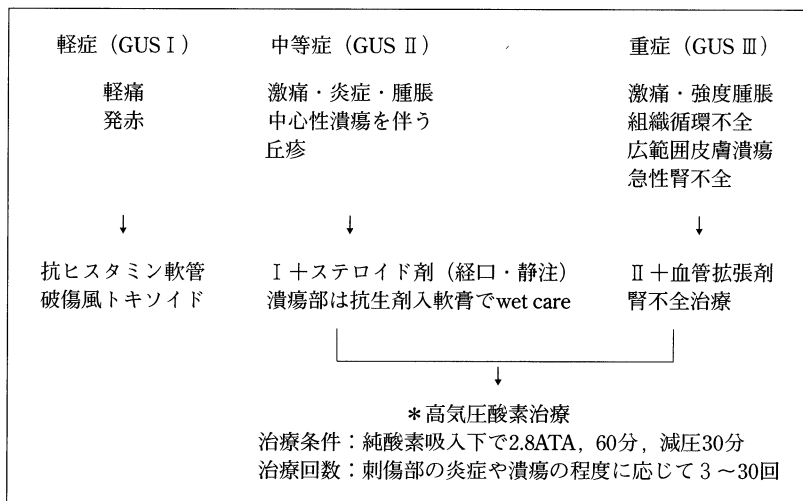 軽症（GUSⅠ） 中等症（GUS Ⅱ） 重症（GUS Ⅲ）
軽痛 激痛・炎症・腫脹 激痛・強度腫脹
発赤 中心性潰瘍を伴う 組織循環不全
丘疹 広範囲皮膚潰瘍
急性腎不全
↓ ↓ ↓
抗ヒスタミン軟管 Ⅰ＋ステロイド剤（経口・静注） Ⅱ＋血管拡張剤
破傷風トキソイド 潰瘍部は抗生剤入軟膏でwet care 腎不全治療
↓
＊高気圧酸素治療
治療条件：純酸素吸入下で2.8ATA，60分，減圧30分
治療回数：刺傷部の炎症や潰瘍の程度に応じて３～30回